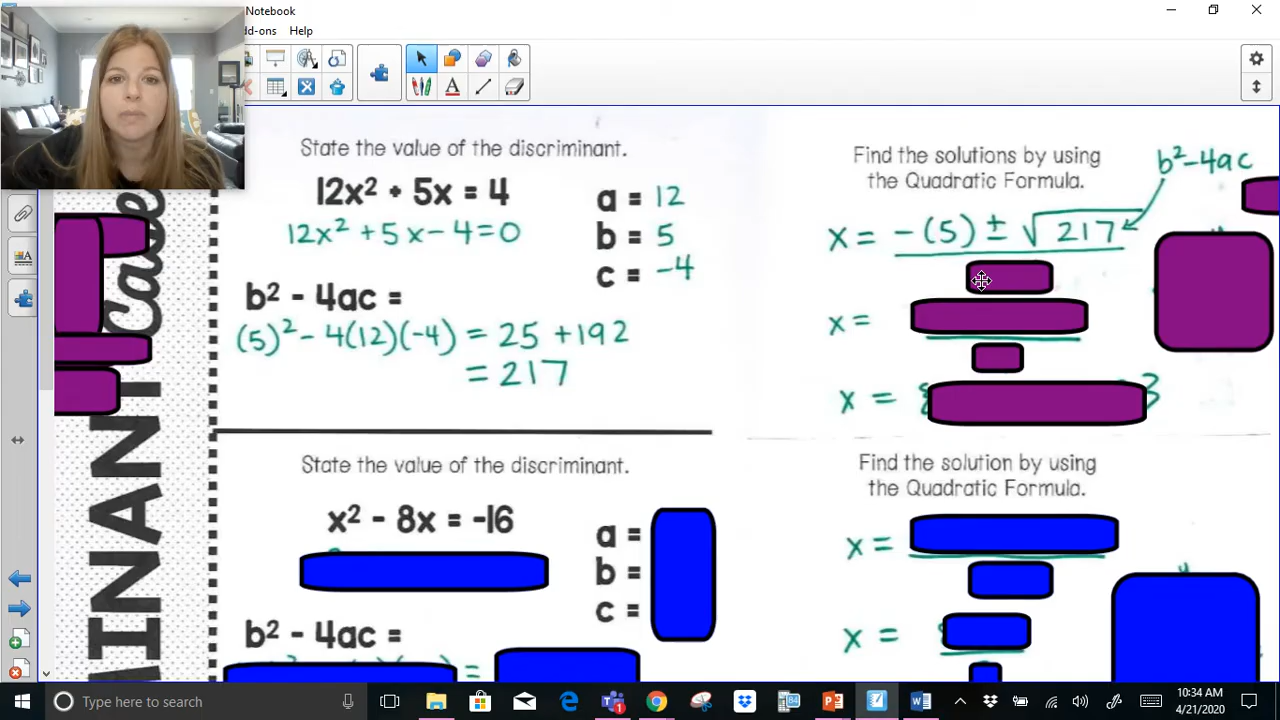 Notebook
dd-ons Help
State the value of the discriminant.
12x² + 5x = 4
12x² + 5x - 4 = 0
a = 12
b = 5
c = -4
b² - 4ac =
(5)² - 4(12)(-4) = 25 + 192
= 217
Find the solutions by using
the Quadratic Formula.
b² - 4ac
x = -(5) ± √217
x =
x = { }
State the value of the discriminant.
x² - 8x = -16
a =
b =
c =
b² - 4ac =
=
Find the solution by using
the Quadratic Formula.
x =
x =
MINANT Case
Type here to search
10:34 AM
4/21/2020